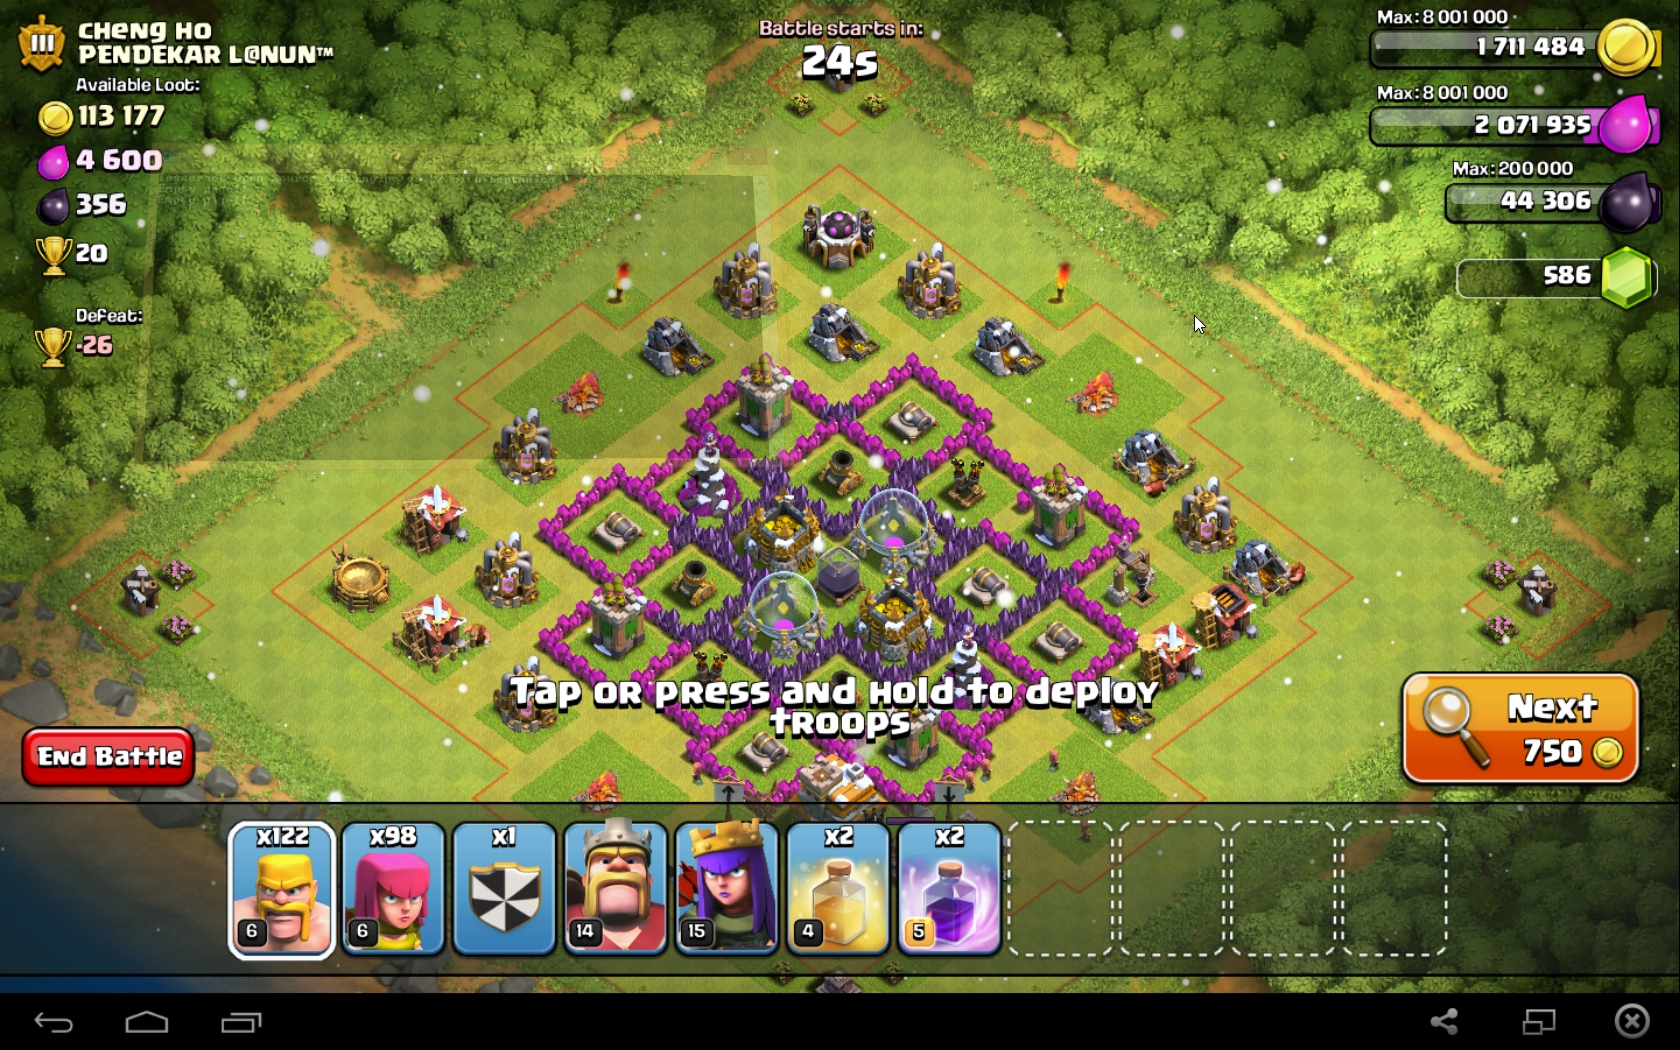 III
Cheng Ho
PENDEKAR L@NUN™
Available Loot:
113 177
4 600
356
20
Defeat:
-26
Battle starts in:
24s
Max: 8 001 000
1 711 484
Max: 8 001 000
2 071 935
Max: 200 000
44 306
586
Tap or press and hold to deploy
troops
End Battle
Next
750
x122
x98
x1
x2
x2
6
6
14
15
4
5